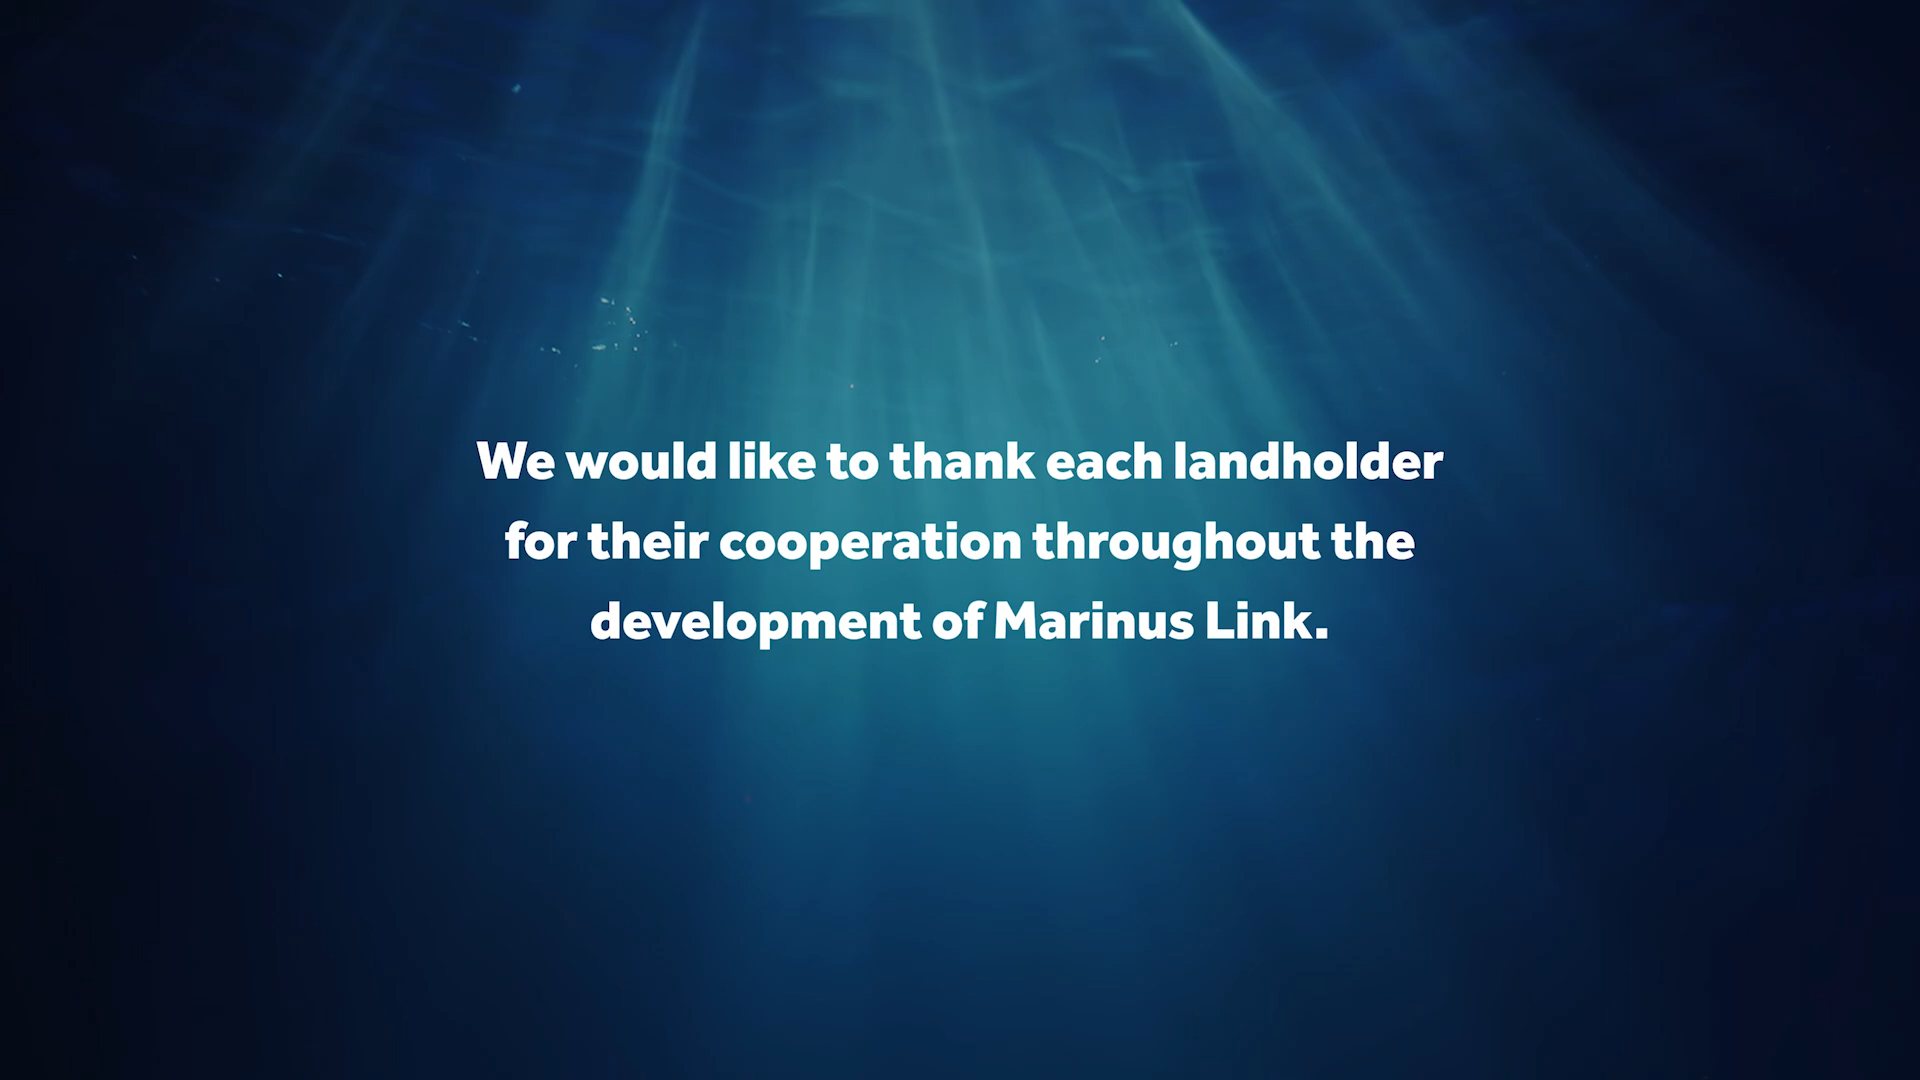 We would like to thank each landholder
for their cooperation throughout the
development of Marinus Link.